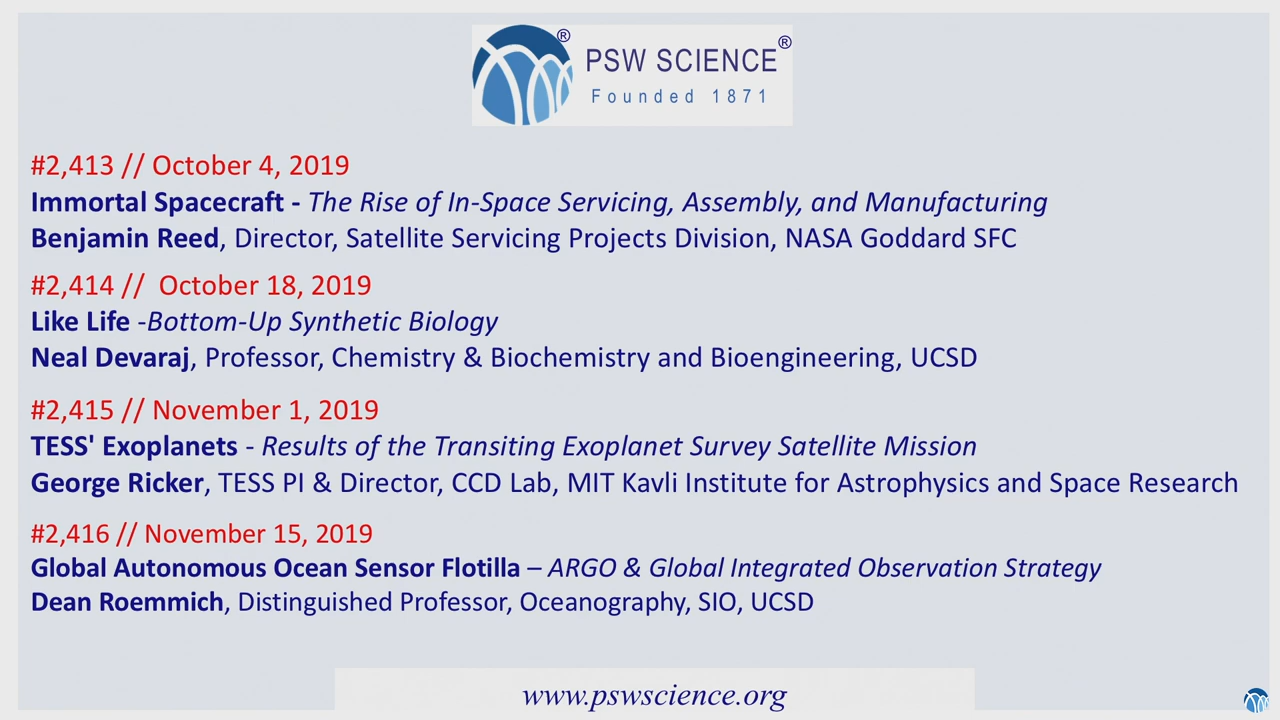 PSW SCIENCE®
®
Founded 1871
#2,413 // October 4, 2019
Immortal Spacecraft - The Rise of In-Space Servicing, Assembly, and Manufacturing
Benjamin Reed, Director, Satellite Servicing Projects Division, NASA Goddard SFC
#2,414 // October 18, 2019
Like Life -Bottom-Up Synthetic Biology
Neal Devaraj, Professor, Chemistry & Biochemistry and Bioengineering, UCSD
#2,415 // November 1, 2019
TESS' Exoplanets - Results of the Transiting Exoplanet Survey Satellite Mission
George Ricker, TESS PI & Director, CCD Lab, MIT Kavli Institute for Astrophysics and Space Research
#2,416 // November 15, 2019
Global Autonomous Ocean Sensor Flotilla – ARGO & Global Integrated Observation Strategy
Dean Roemmich, Distinguished Professor, Oceanography, SIO, UCSD
www.pswscience.org